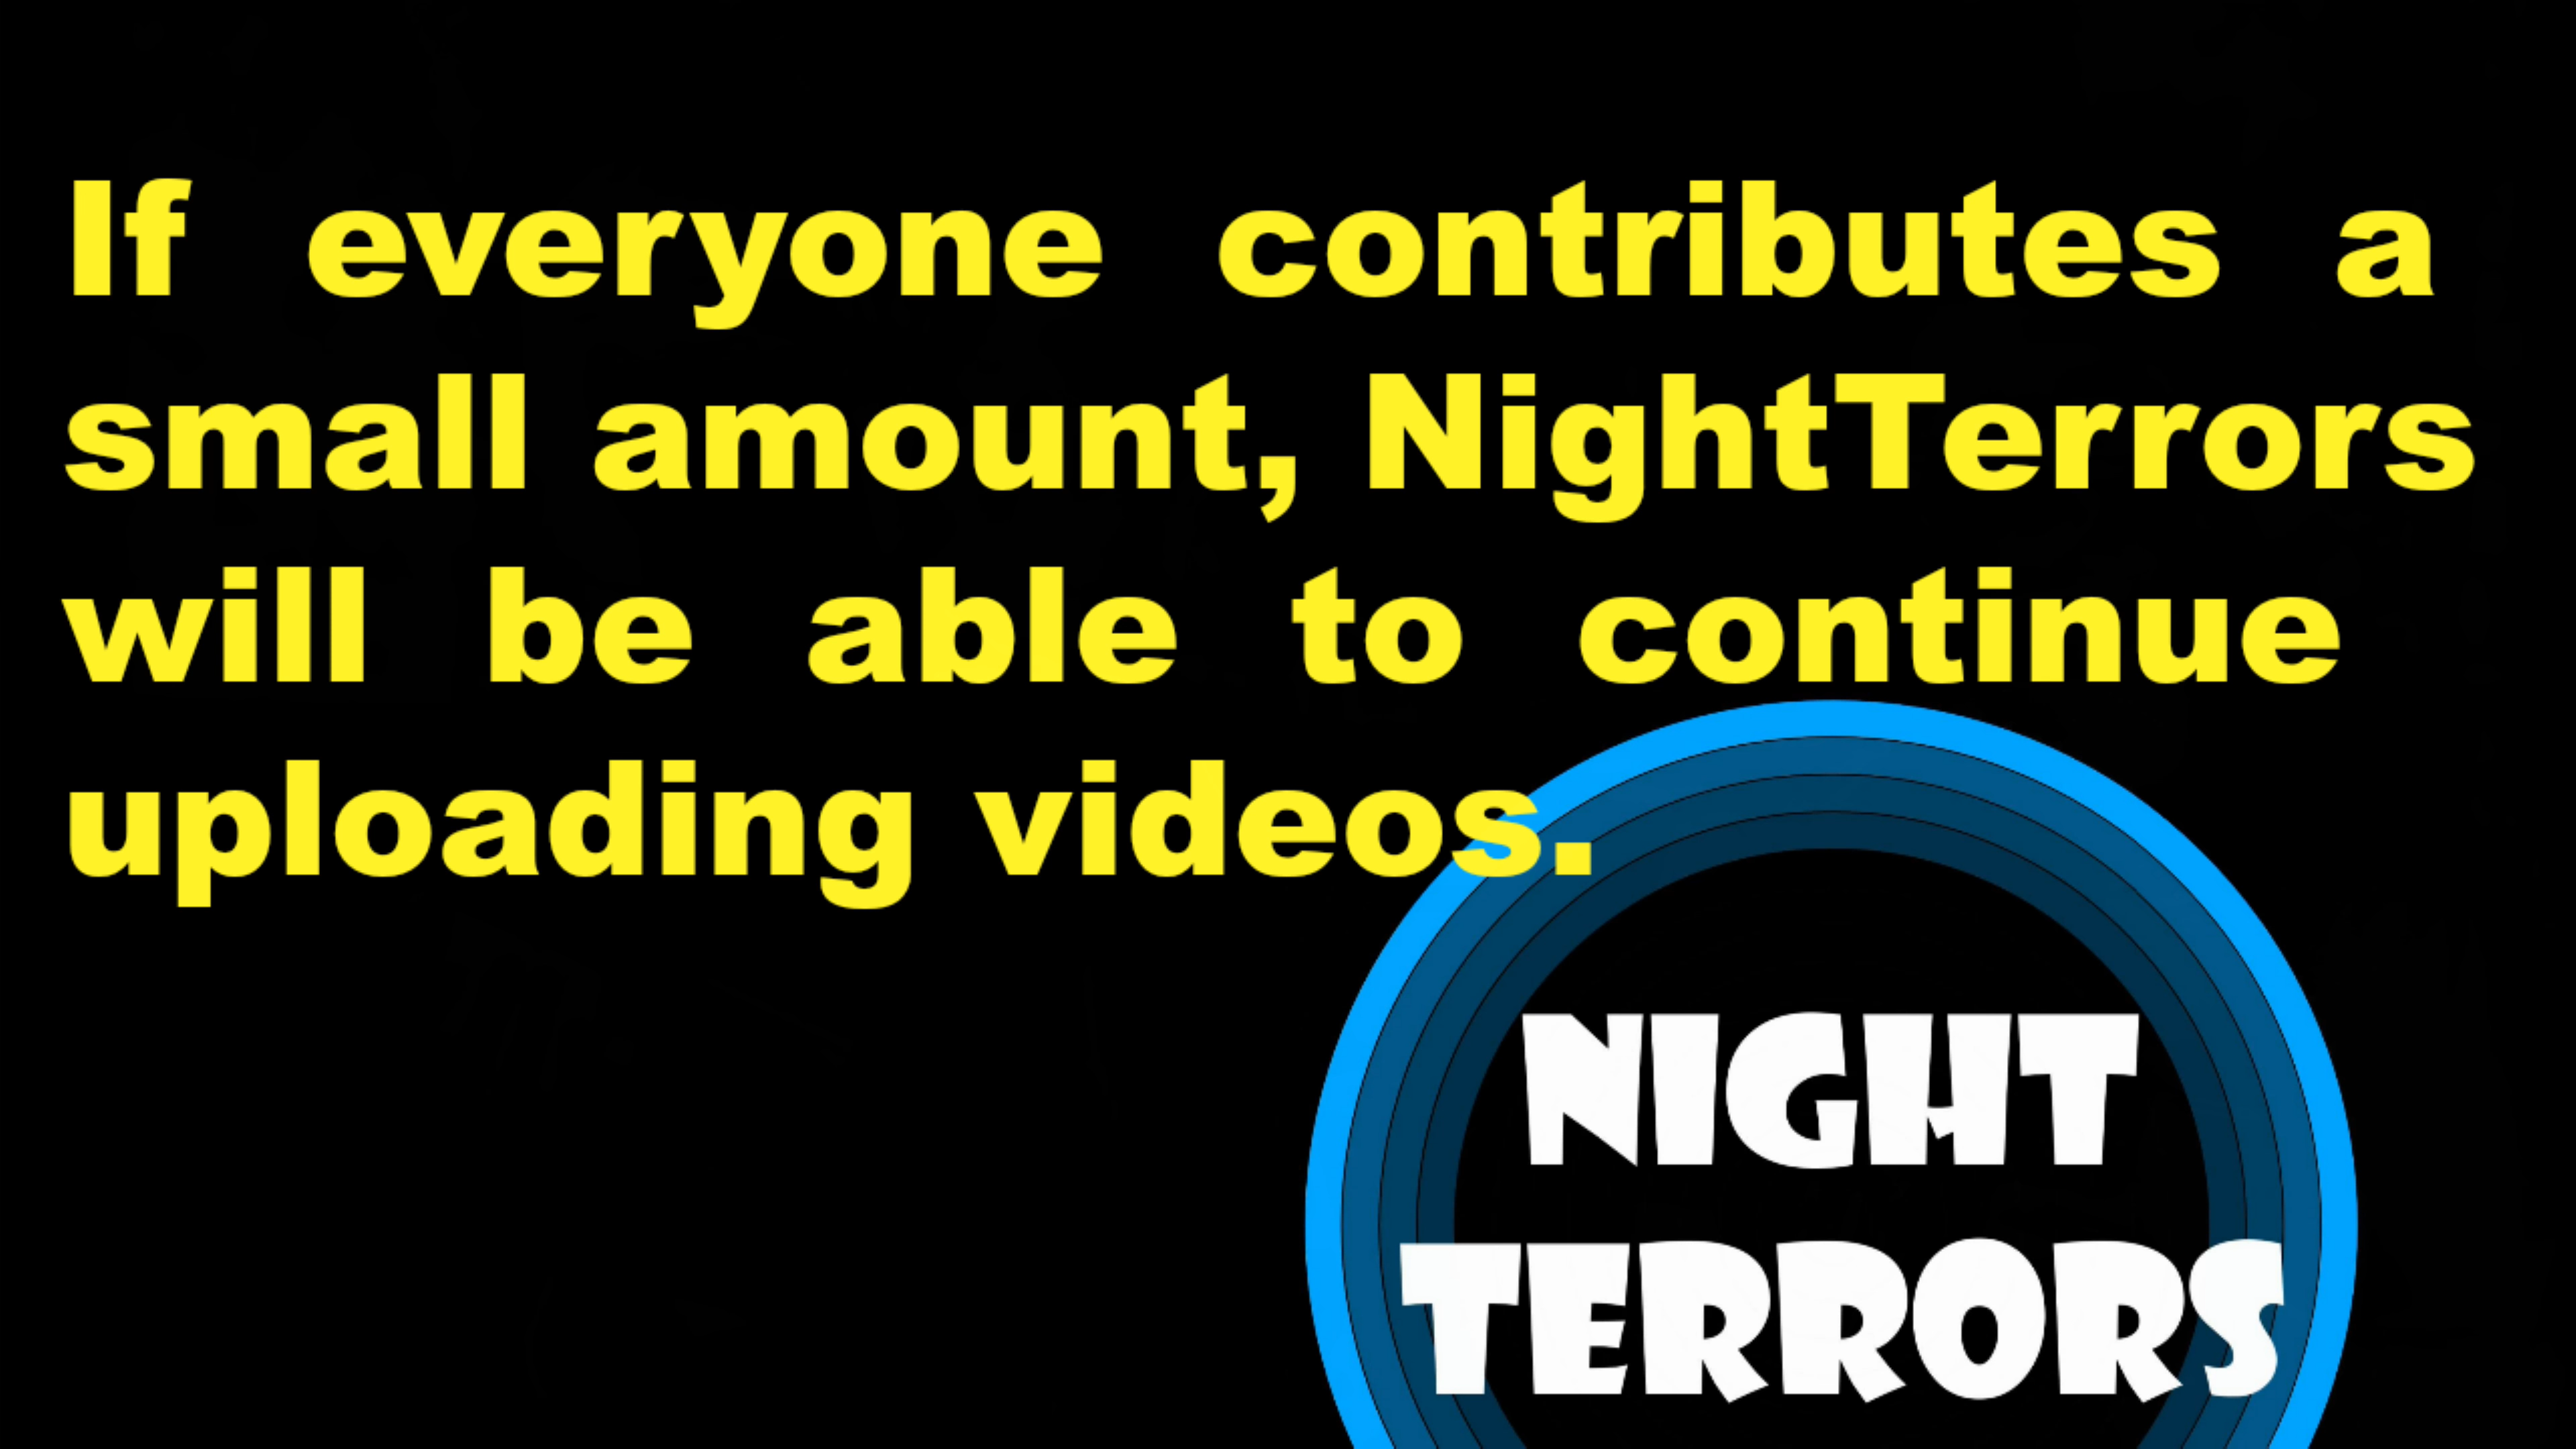 If everyone contributes a
small amount, NightTerrors
will be able to continue
uploading videos.
NIGHT
TERRORS